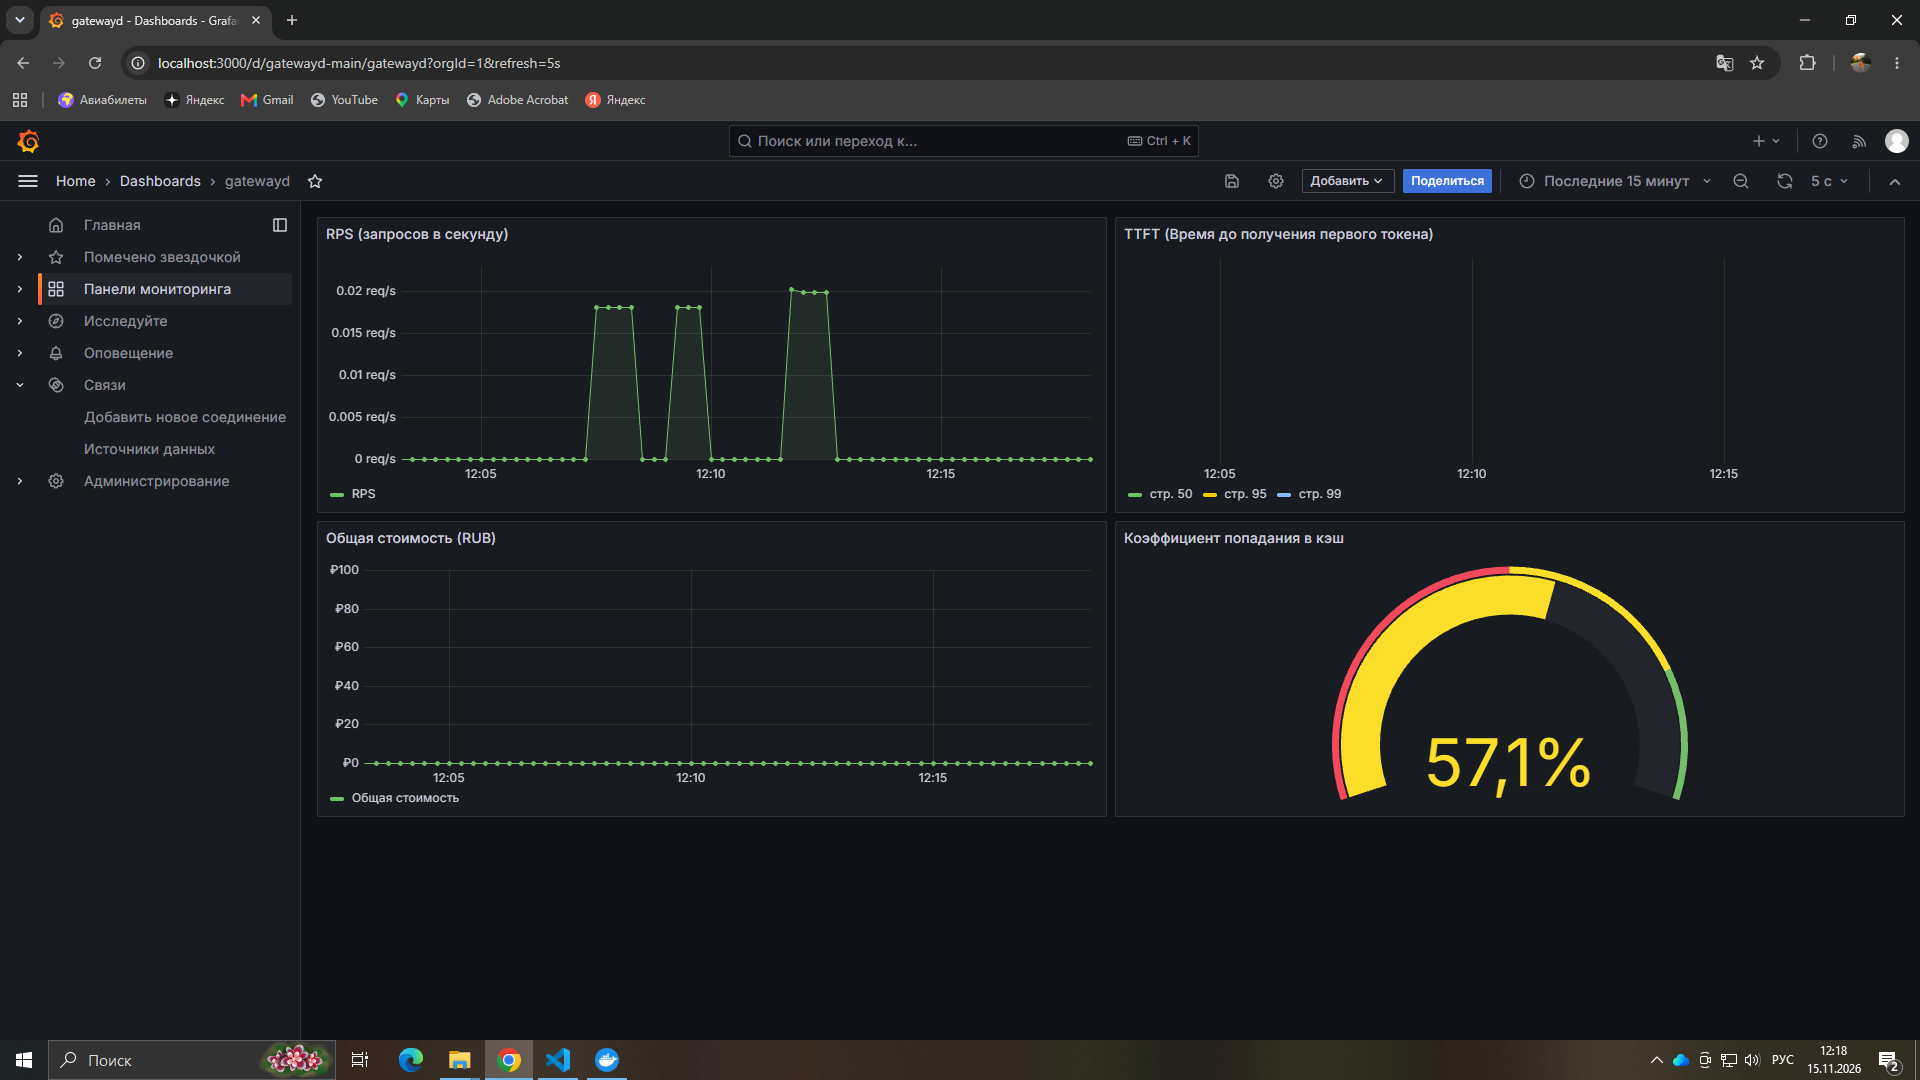 gatewayd - Dashboards - Grafa
localhost:3000/d/gatewayd-main/gatewayd?orgId=1&refresh=5s
Авиабилеты
Яндекс
Gmail
YouTube
Карты
Adobe Acrobat
Яндекс
Поиск или переход к...
Ctrl + K
Home › Dashboards › gatewayd
Добавить
Поделиться
Последние 15 минут
5 с
Главная
Помечено звездочкой
Панели мониторинга
Исследуйте
Оповещение
Связи
Добавить новое соединение
Источники данных
Администрирование
RPS (запросов в секунду)
0.02 req/s
0.015 req/s
0.01 req/s
0.005 req/s
0 req/s
12:05
12:10
12:15
RPS
TTFT (Время до получения первого токена)
12:05
12:10
12:15
стр. 50
стр. 95
стр. 99
Общая стоимость (RUB)
₽100
₽80
₽60
₽40
₽20
₽0
12:05
12:10
12:15
Общая стоимость
Коэффициент попадания в кэш
57,1%
Поиск
РУС
12:18
15.11.2026
2